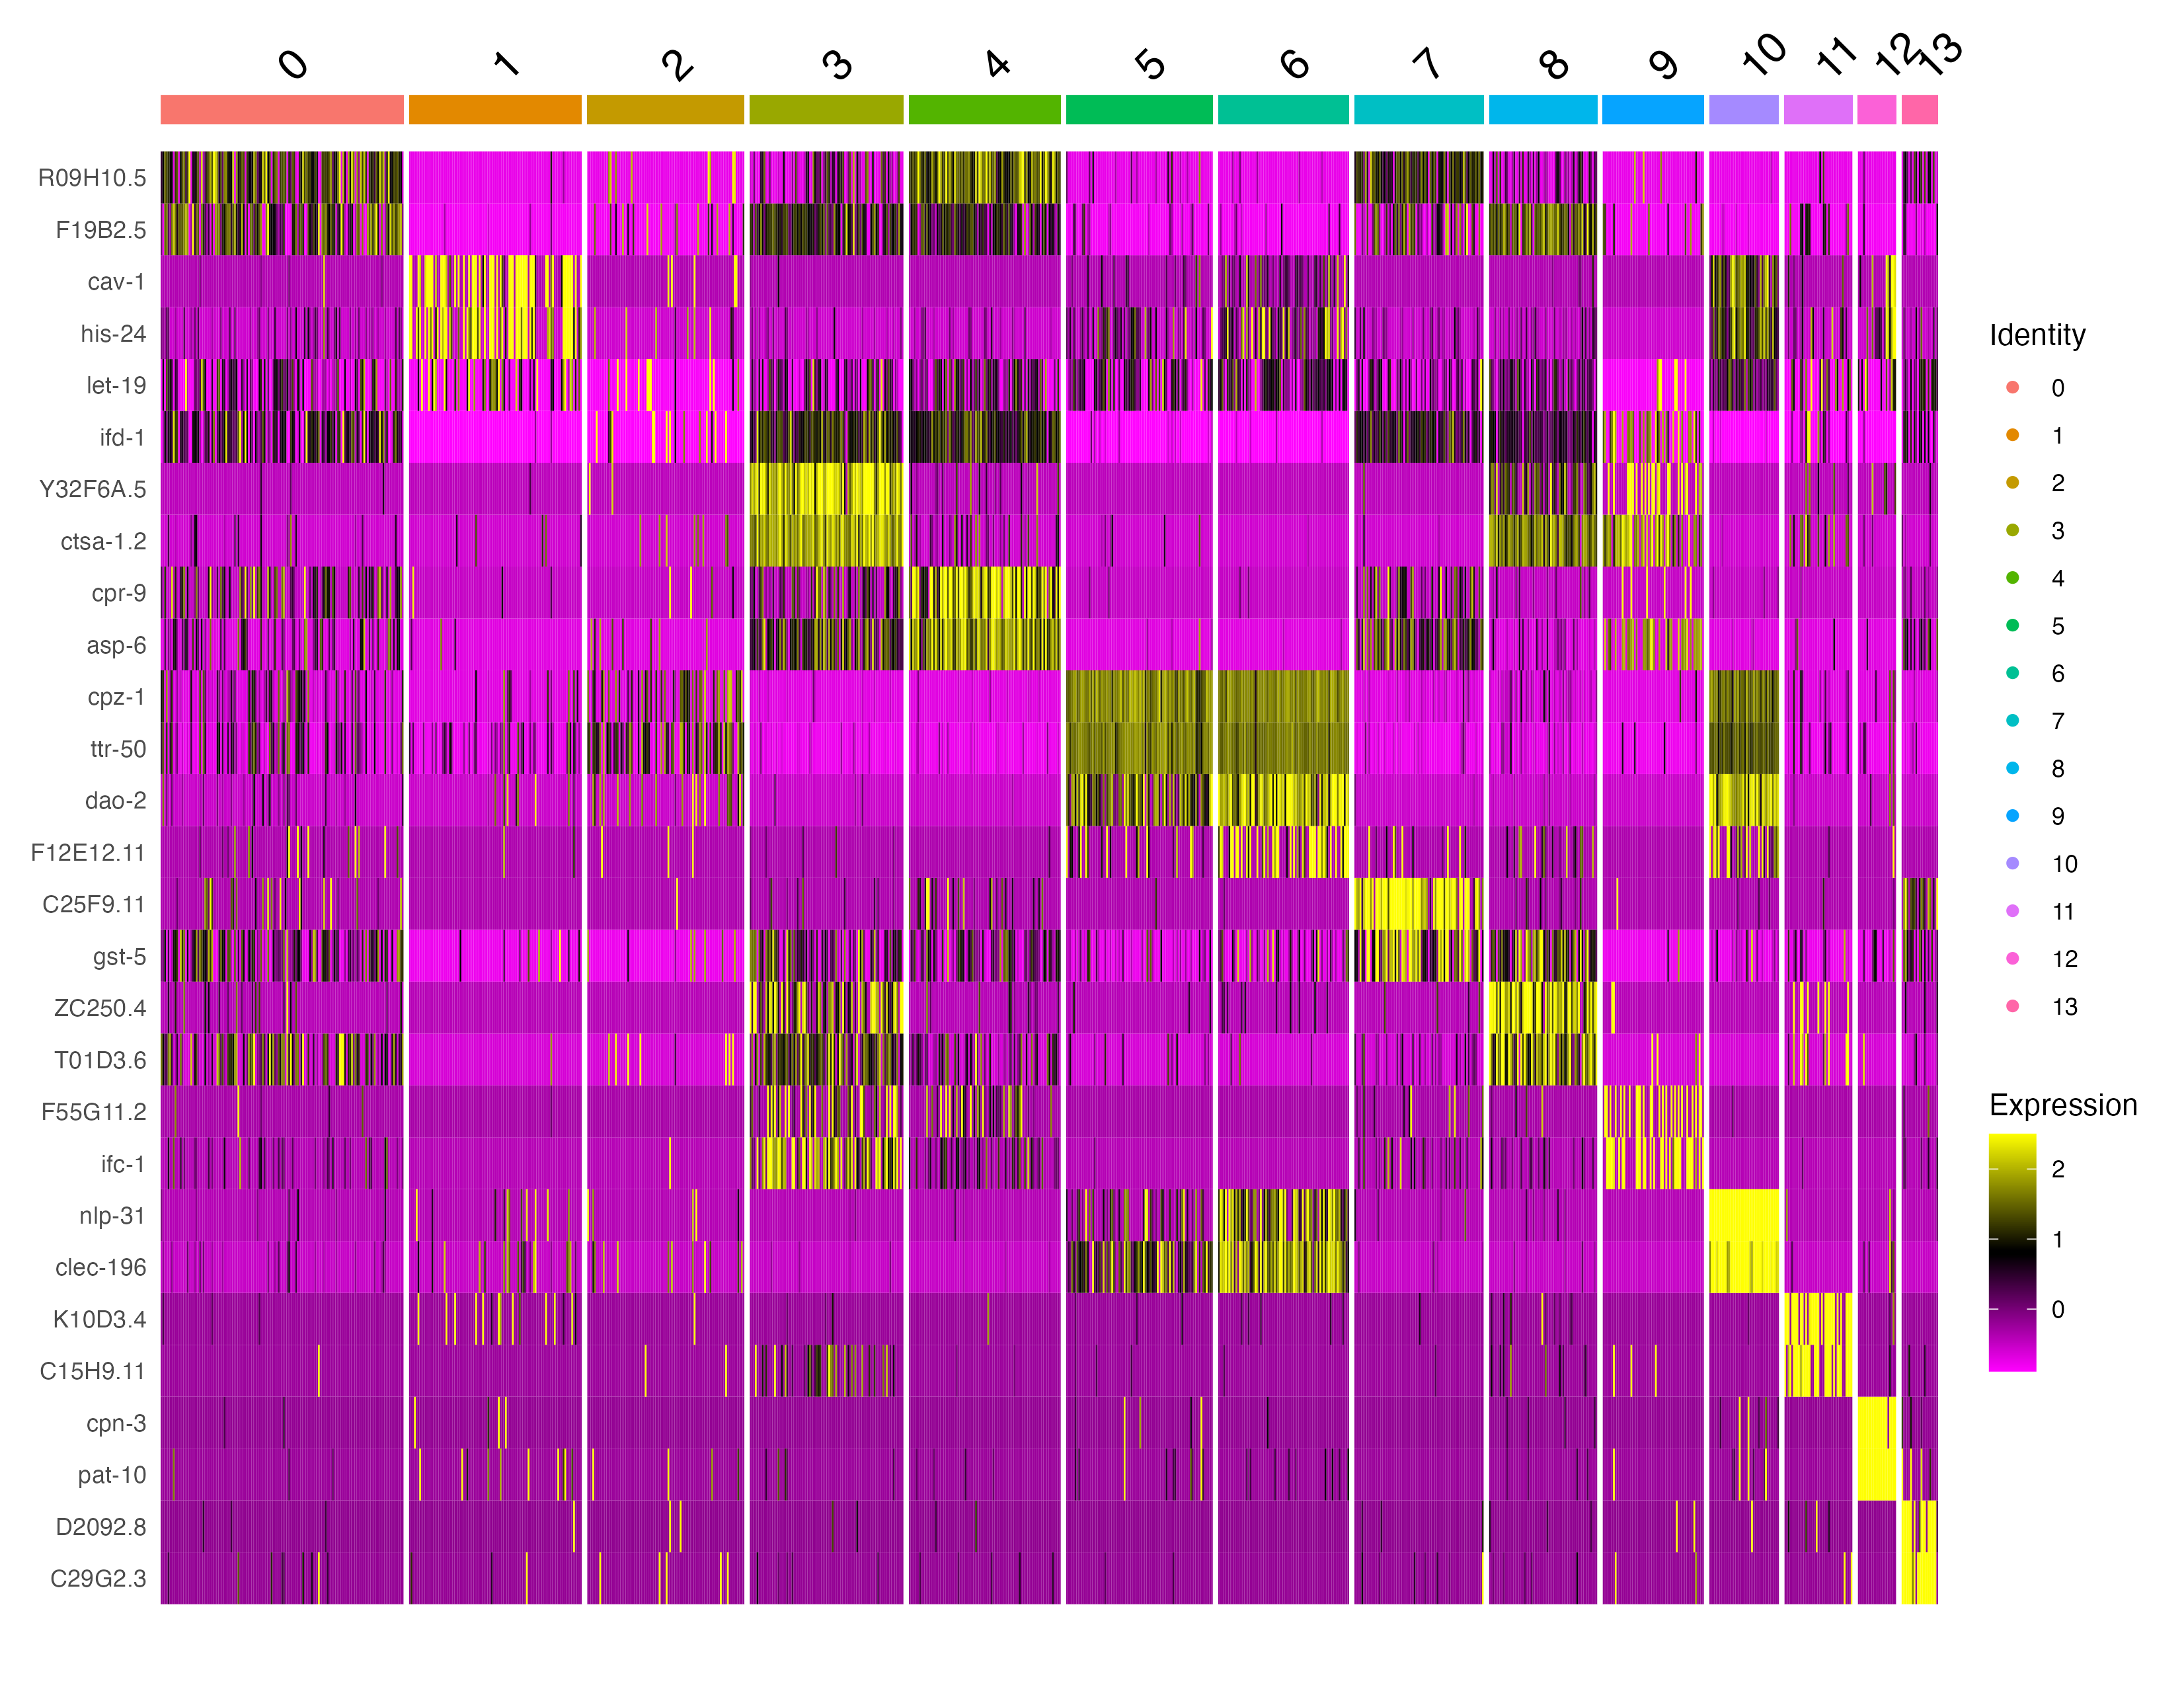 0 1 2 3 4 5 6 7 8 9 10 11 12 13
R09H10.5
F19B2.5
cav-1
his-24
let-19
ifd-1
Y32F6A.5
ctsa-1.2
cpr-9
asp-6
cpz-1
ttr-50
dao-2
F12E12.11
C25F9.11
gst-5
ZC250.4
T01D3.6
F55G11.2
ifc-1
nlp-31
clec-196
K10D3.4
C15H9.11
cpn-3
pat-10
D2092.8
C29G2.3
Identity
0
1
2
3
4
5
6
7
8
9
10
11
12
13
Expression
2
1
0